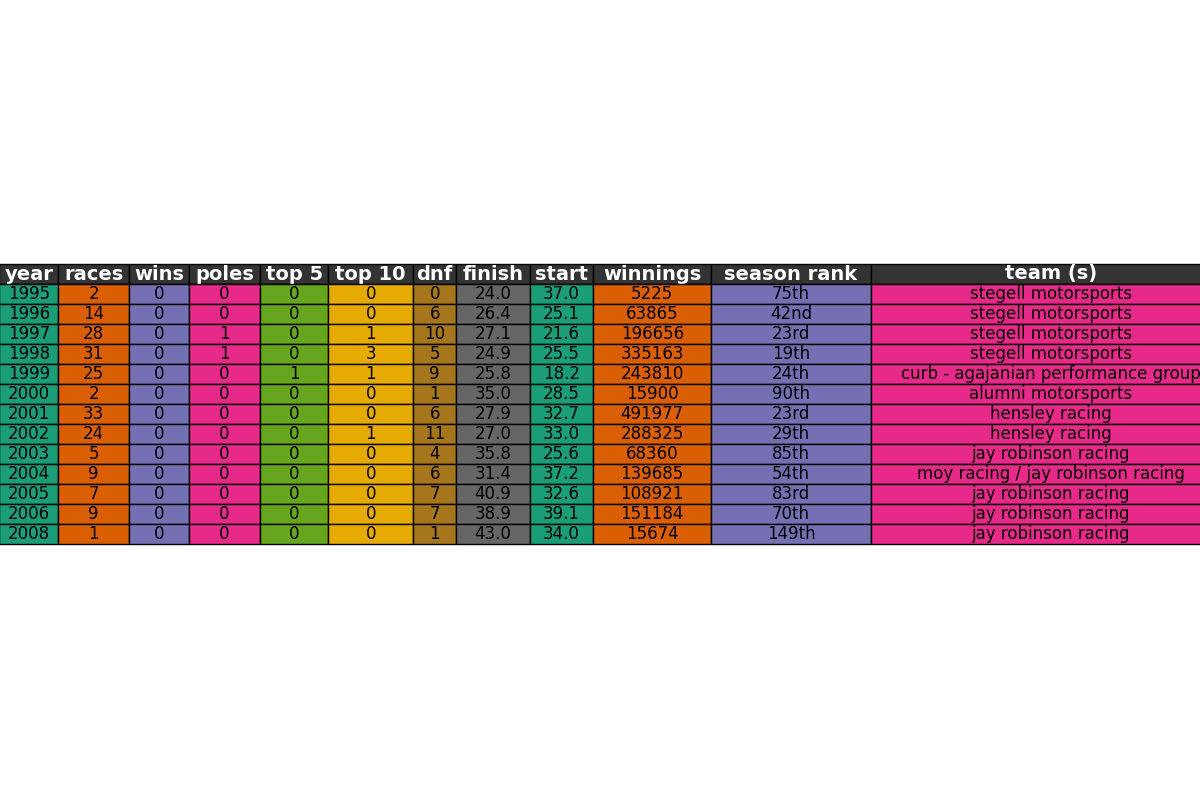 year races wins poles top 5 top 10 dnf finish start winnings season rank team (s)
1995 2 0 0 0 0 0 24.0 37.0 5225 75th stegell motorsports
1996 14 0 0 0 0 6 26.4 25.1 63865 42nd stegell motorsports
1997 28 0 1 0 1 10 27.1 21.6 196656 23rd stegell motorsports
1998 31 0 1 0 3 5 24.9 25.5 335163 19th stegell motorsports
1999 25 0 0 1 1 9 25.8 18.2 243810 24th curb - agajanian performance group
2000 2 0 0 0 0 1 35.0 28.5 15900 90th alumni motorsports
2001 33 0 0 0 0 6 27.9 32.7 491977 23rd hensley racing
2002 24 0 0 0 1 11 27.0 33.0 288325 29th hensley racing
2003 5 0 0 0 0 4 35.8 25.6 68360 85th jay robinson racing
2004 9 0 0 0 0 6 31.4 37.2 139685 54th moy racing / jay robinson racing
2005 7 0 0 0 0 7 40.9 32.6 108921 83rd jay robinson racing
2006 9 0 0 0 0 7 38.9 39.1 151184 70th jay robinson racing
2008 1 0 0 0 0 1 43.0 34.0 15674 149th jay robinson racing